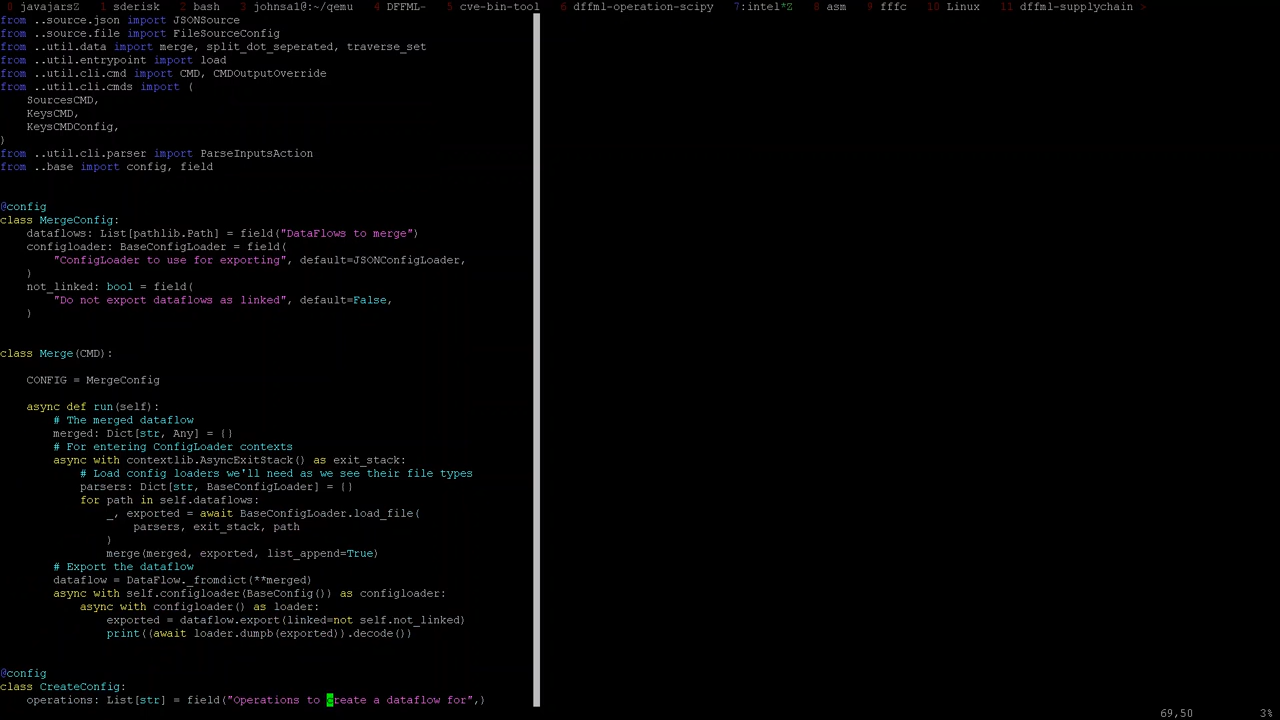 0 javajarsZ 1 sderisk 2 bash 3 johnsa1@:~/qemu 4 DFFML- 5 cve-bin-tool 6 dffml-operation-scipy 7:intel*Z 8 asm 9 fffc 10 Linux 11 dffml-supplychain >
from ..source.json import JSONSource
from ..source.file import FileSourceConfig
from ..util.data import merge, split_dot_seperated, traverse_set
from ..util.entrypoint import load
from ..util.cli.cmd import CMD, CMDOutputOverride
from ..util.cli.cmds import (
    SourcesCMD,
    KeysCMD,
    KeysCMDConfig,
)
from ..util.cli.parser import ParseInputsAction
from ..base import config, field
@config
class MergeConfig:
    dataflows: List[pathlib.Path] = field("DataFlows to merge")
    configloader: BaseConfigLoader = field(
        "ConfigLoader to use for exporting", default=JSONConfigLoader,
    )
    not_linked: bool = field(
        "Do not export dataflows as linked", default=False,
    )
class Merge(CMD):
    CONFIG = MergeConfig
    async def run(self):
        # The merged dataflow
        merged: Dict[str, Any] = {}
        # For entering ConfigLoader contexts
        async with contextlib.AsyncExitStack() as exit_stack:
            # Load config loaders we'll need as we see their file types
            parsers: Dict[str, BaseConfigLoader] = {}
            for path in self.dataflows:
                _, exported = await BaseConfigLoader.load_file(
                    parsers, exit_stack, path
                )
                merge(merged, exported, list_append=True)
        # Export the dataflow
        dataflow = DataFlow._fromdict(**merged)
        async with self.configloader(BaseConfig()) as configloader:
            async with configloader() as loader:
                exported = dataflow.export(linked=not self.not_linked)
                print((await loader.dumpb(exported)).decode())
@config
class CreateConfig:
    operations: List[str] = field("Operations to create a dataflow for",)
69,50 3%